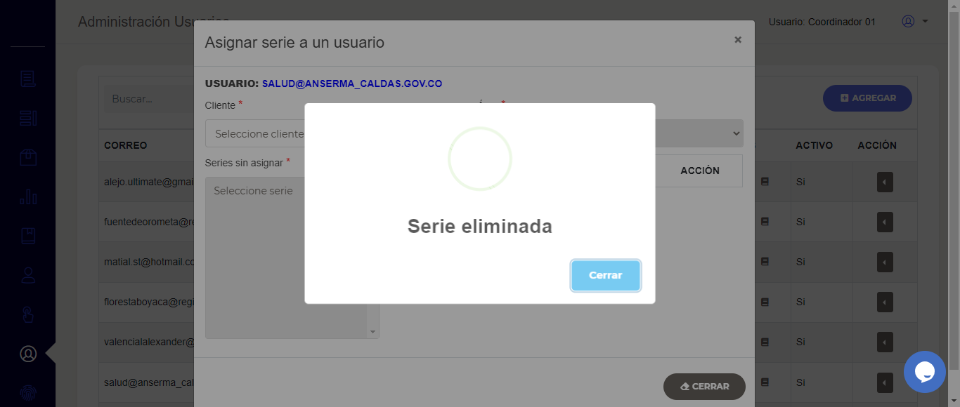 Administración Usuarios
Usuario: Coordinador 01
Asignar serie a un usuario
×
USUARIO: SALUD@ANSERMA_CALDAS.GOV.CO
Cliente *
Seleccione cliente
Series sin asignar *
Seleccione serie
ACCIÓN
Buscar...
AGREGAR
CORREO
ACTIVO
ACCIÓN
alejo.ultimate@gmai
Si
fuentedeorometa@re
Si
matial.st@hotmail.co
Si
florestaboyaca@regi
Si
valencialalexander@
Si
salud@anserma_cal
Si
Serie eliminada
Cerrar
CERRAR